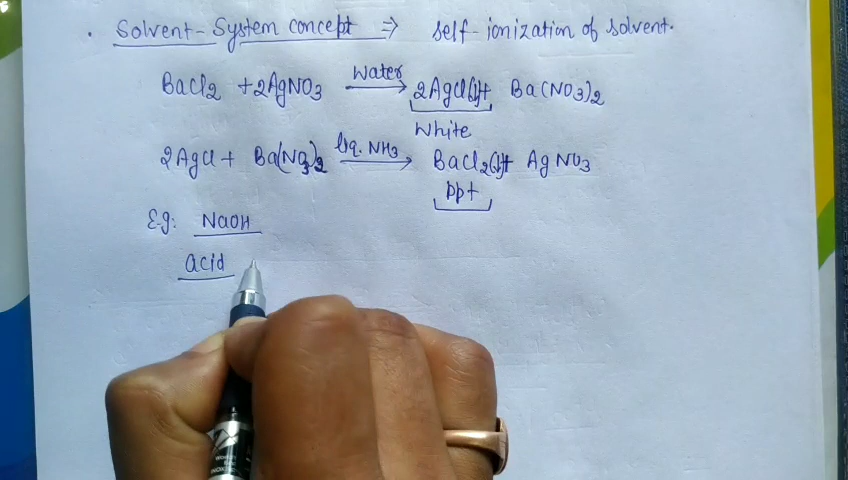 . Solvent - System concept ⇒ self-ionization of solvent.
BaCl2 + 2AgNO3 Water → 2AgCl(↓)+ Ba(NO3)2
White
2AgCl + Ba(NO3)2 liq. NH3 → BaCl2(↓)+ AgNO3
ppt
E.g: NaOH
acid